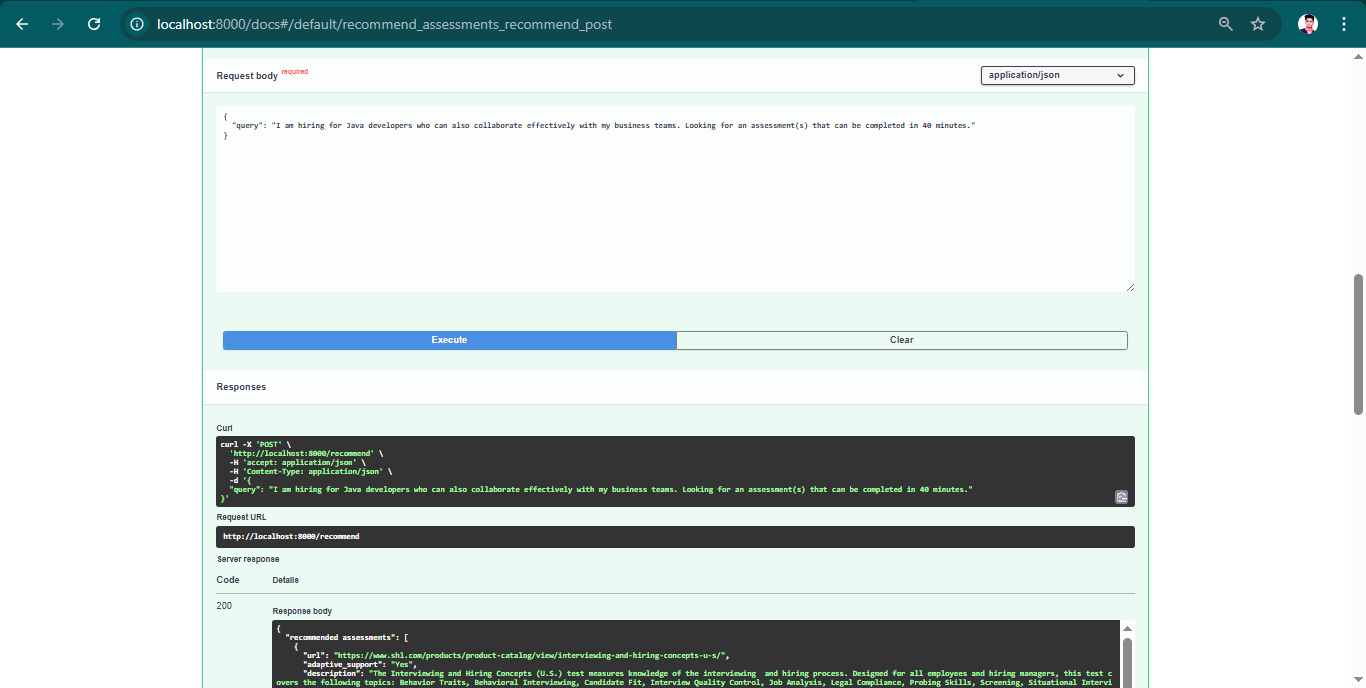 localhost:8000/docs#/default/recommend_assessments_recommend_post
Request body required
application/json
{
  "query": "I am hiring for Java developers who can also collaborate effectively with my business teams. Looking for an assessment(s) that can be completed in 40 minutes."
}
Execute
Clear
Responses
Curl
curl -X 'POST' \
  'http://localhost:8000/recommend' \
  -H 'accept: application/json' \
  -H 'Content-Type: application/json' \
  -d '{
  "query": "I am hiring for Java developers who can also collaborate effectively with my business teams. Looking for an assessment(s) that can be completed in 40 minutes."
}'
Request URL
http://localhost:8000/recommend
Server response
Code Details
200
Response body
{
  "recommended assessments": [
    {
      "url": "https://www.shl.com/products/product-catalog/view/interviewing-and-hiring-concepts-u-s/",
      "adaptive_support": "Yes",
      "description": "The Interviewing and Hiring Concepts (U.S.) test measures knowledge of the interviewing  and hiring process. Designed for all employees and hiring managers, this test c
overs the following topics: Behavior Traits, Behavioral Interviewing, Candidate Fit, Interview Quality Control, Job Analysis, Legal Compliance, Probing Skills, Screening, Situational Intervi